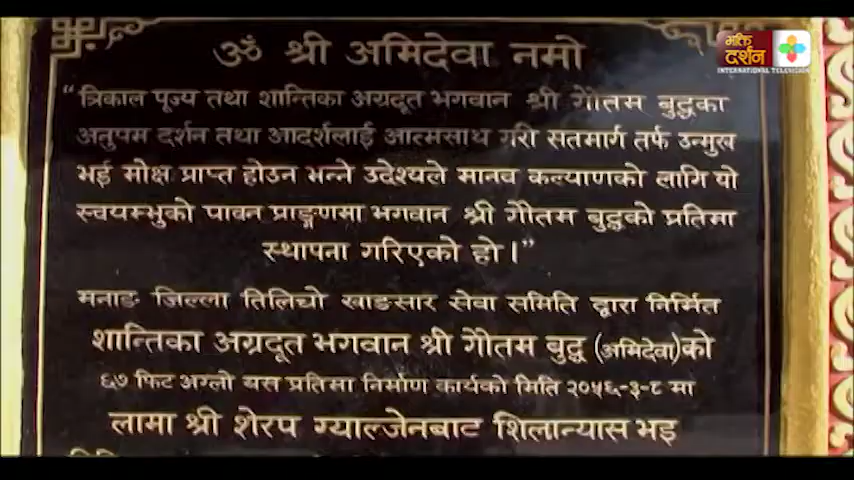 ॐ श्री अमिदेवा नमो
“त्रिकाल पूज्य तथा शान्तिका अग्रदूत भगवान श्री गौतम बुद्धका
अनुपम दर्शन तथा आदर्शलाई आत्मसाथ गरी सतमार्ग तर्फ उन्मुख
भई मोक्ष प्राप्त होउन भन्ने उदेश्यले मानव कल्याणको लागि यो
स्वयम्भुको पावन प्राङ्गणमा भगवान श्री गौतम बुद्धको प्रतिमा
स्थापना गरिएको हो।”
मनाङ जिल्ला तिलिचो खाङसार सेवा समिति द्वारा निर्मित
शान्तिका अग्रदूत भगवान श्री गौतम बुद्ध (अमिदेवा)को
६७ फिट अग्लो यस प्रतिमा निर्माण कार्यको मिति २०५६-३-८ मा
लामा श्री शेरप ग्याल्जेनबाट शिलान्यास भइ
भक्ति
दर्शन
INTERNATIONAL TELEVISION